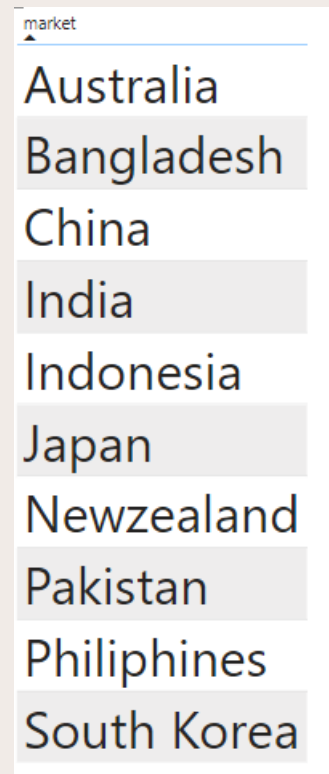 market
Australia
Bangladesh
China
India
Indonesia
Japan
Newzealand
Pakistan
Philiphines
South Korea